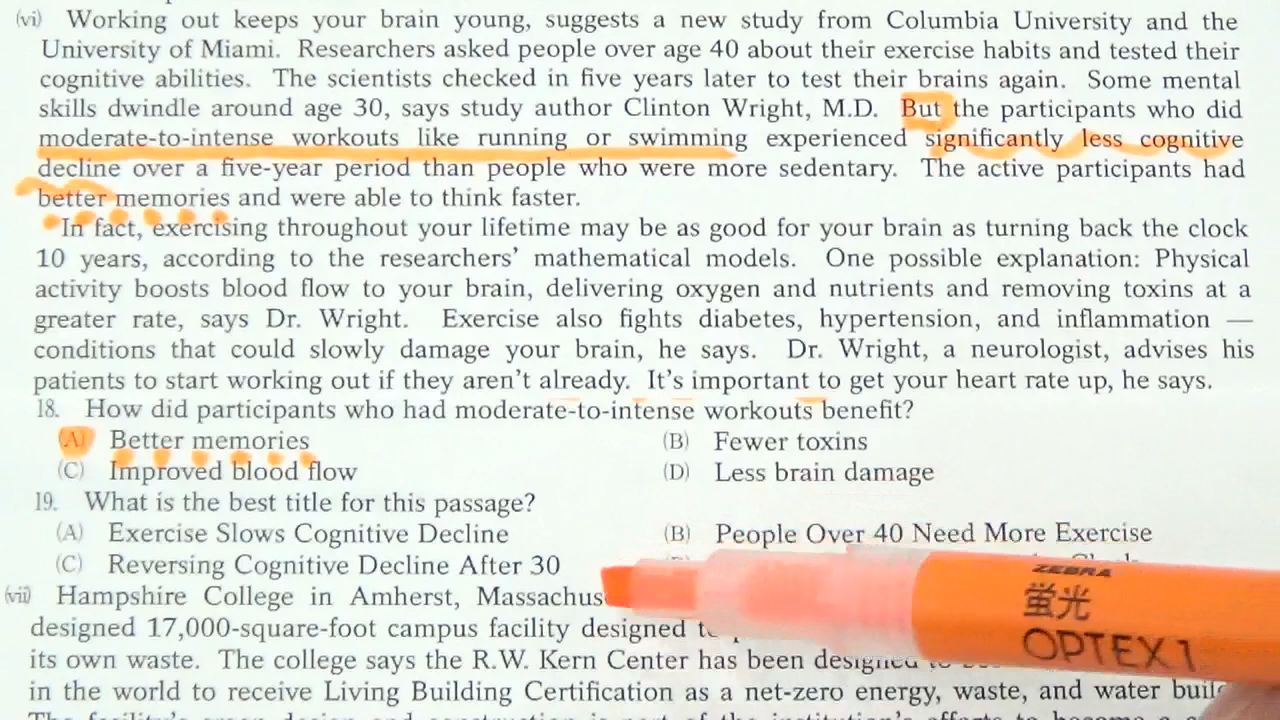 (vi) Working out keeps your brain young, suggests a new study from Columbia University and the
University of Miami. Researchers asked people over age 40 about their exercise habits and tested their
cognitive abilities. The scientists checked in five years later to test their brains again. Some mental
skills dwindle around age 30, says study author Clinton Wright, M.D. But the participants who did
moderate-to-intense workouts like running or swimming experienced significantly less cognitive
decline over a five-year period than people who were more sedentary. The active participants had
better memories and were able to think faster.
In fact, exercising throughout your lifetime may be as good for your brain as turning back the clock
10 years, according to the researchers' mathematical models. One possible explanation: Physical
activity boosts blood flow to your brain, delivering oxygen and nutrients and removing toxins at a
greater rate, says Dr. Wright. Exercise also fights diabetes, hypertension, and inflammation —
conditions that could slowly damage your brain, he says. Dr. Wright, a neurologist, advises his
patients to start working out if they aren't already. It's important to get your heart rate up, he says.
18. How did participants who had moderate-to-intense workouts benefit?
(A) Better memories (B) Fewer toxins
(C) Improved blood flow (D) Less brain damage
19. What is the best title for this passage?
(A) Exercise Slows Cognitive Decline (B) People Over 40 Need More Exercise
(C) Reversing Cognitive Decline After 30
(vii) Hampshire College in Amherst,
designed 17,000-square-foot campus facility designed
its own waste. The college says the R.W. Kern Center has been designed
in the world to receive Living Building Certification as a net-zero energy, waste, and water
ZEBRA
蛍光
OPTEX 1